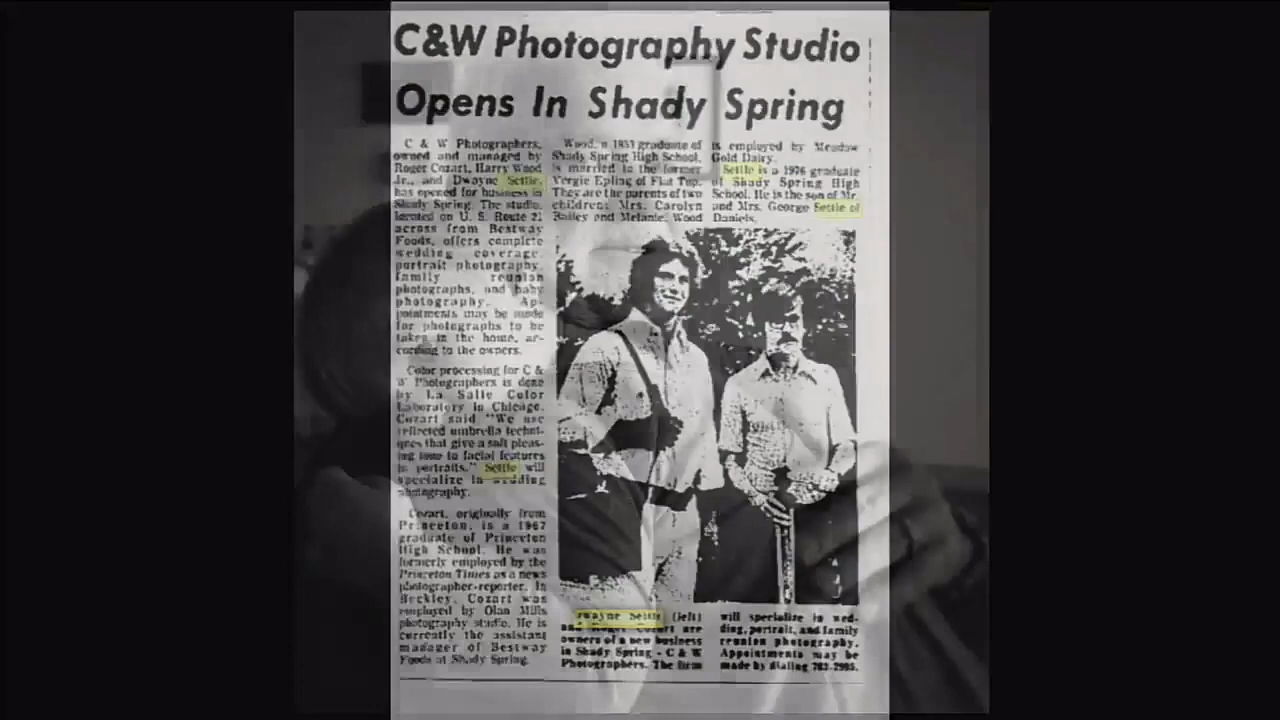 C&W Photography Studio
Opens In Shady Spring
C & W Photographers,
owned and managed by
Roger Cozart, Harry Wood
Jr., and Dwayne Settle,
has opened for business in
Shady Spring. The studio,
located on U. S. Route 21
across from Bestway
Foods, offers complete
wedding coverage,
portrait photography,
family reunion
photographs, and baby
photography. Ap-
pointments may be made
for photographs to be
taken in the home, ac-
cording to the owners.
Color processing for C &
W Photographers is done
by La Salle Color
Laboratory in Chicago.
Cozart said "We use
reflected umbrella techni-
ques that give a soft pleas-
ing tone to facial features
in portraits." Settle will
specialize in wedding
photography.
Cozart, originally from
Princeton, is a 1967
graduate of Princeton
High School. He was
formerly employed by the
Princeton Times as a news
photographer-reporter. In
Beckley, Cozart was
employed by Olan Mills
photography studio. He is
currently the assistant
manager of Bestway
Foods at Shady Spring.
Wood, a graduate of
Shady Spring High School,
is married to the former
Vergie Epling of Flat Top.
They are the parents of two
children: Mrs. Carolyn
Bailey and Melanie. Wood
is employed by Meadow
Gold Dairy.
Settle is a 1976 graduate
of Shady Spring High
School. He is the son of Mr.
and Mrs. George Settle of
Daniels.
Dwayne Settle (left)
and Roger Cozart are
owners of a new business
in Shady Spring - C & W
Photographers. The firm
will specialize in wed-
ding, portrait, and family
reunion photography.
Appointments may be
made by dialing 763-2995.